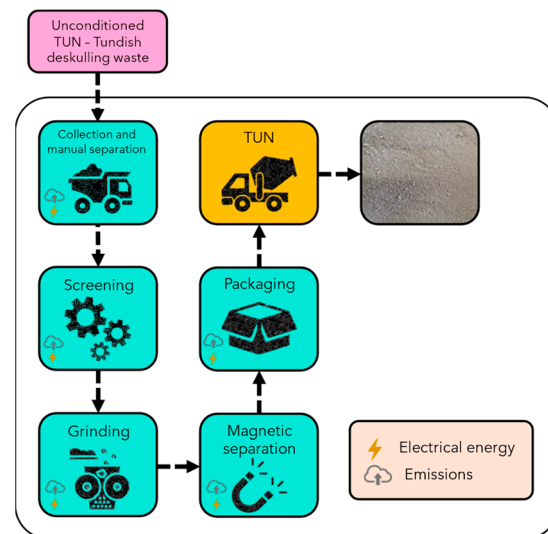 Unconditioned
TUN – Tundish
deskulling waste
Collection and
manual separation
TUN
Screening
Packaging
Grinding
Magnetic
separation
Electrical energy
Emissions